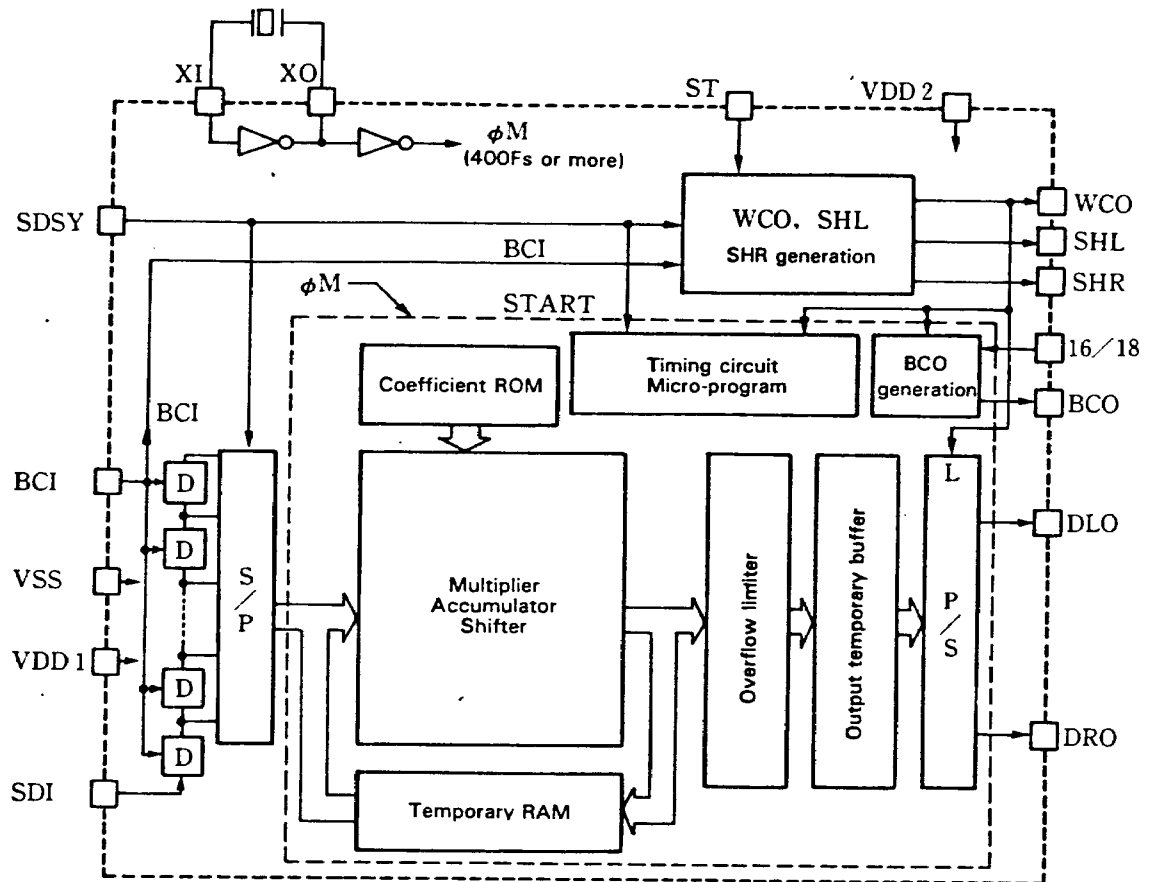 XI
XO
ST
VDD 2
φM
(400Fs or more)
SDSY
WCO, SHL
SHR generation
WCO
SHL
SHR
BCI
φM
START
Coefficient ROM
Timing circuit
Micro-program
BCO
generation
16/18
BCO
BCI
BCI
D
D
D
D
S/P
VSS
VDD 1
SDI
Multiplier
Accumulator
Shifter
Temporary RAM
Overflow limiter
Output temporary buffer
L
P/S
DLO
DRO